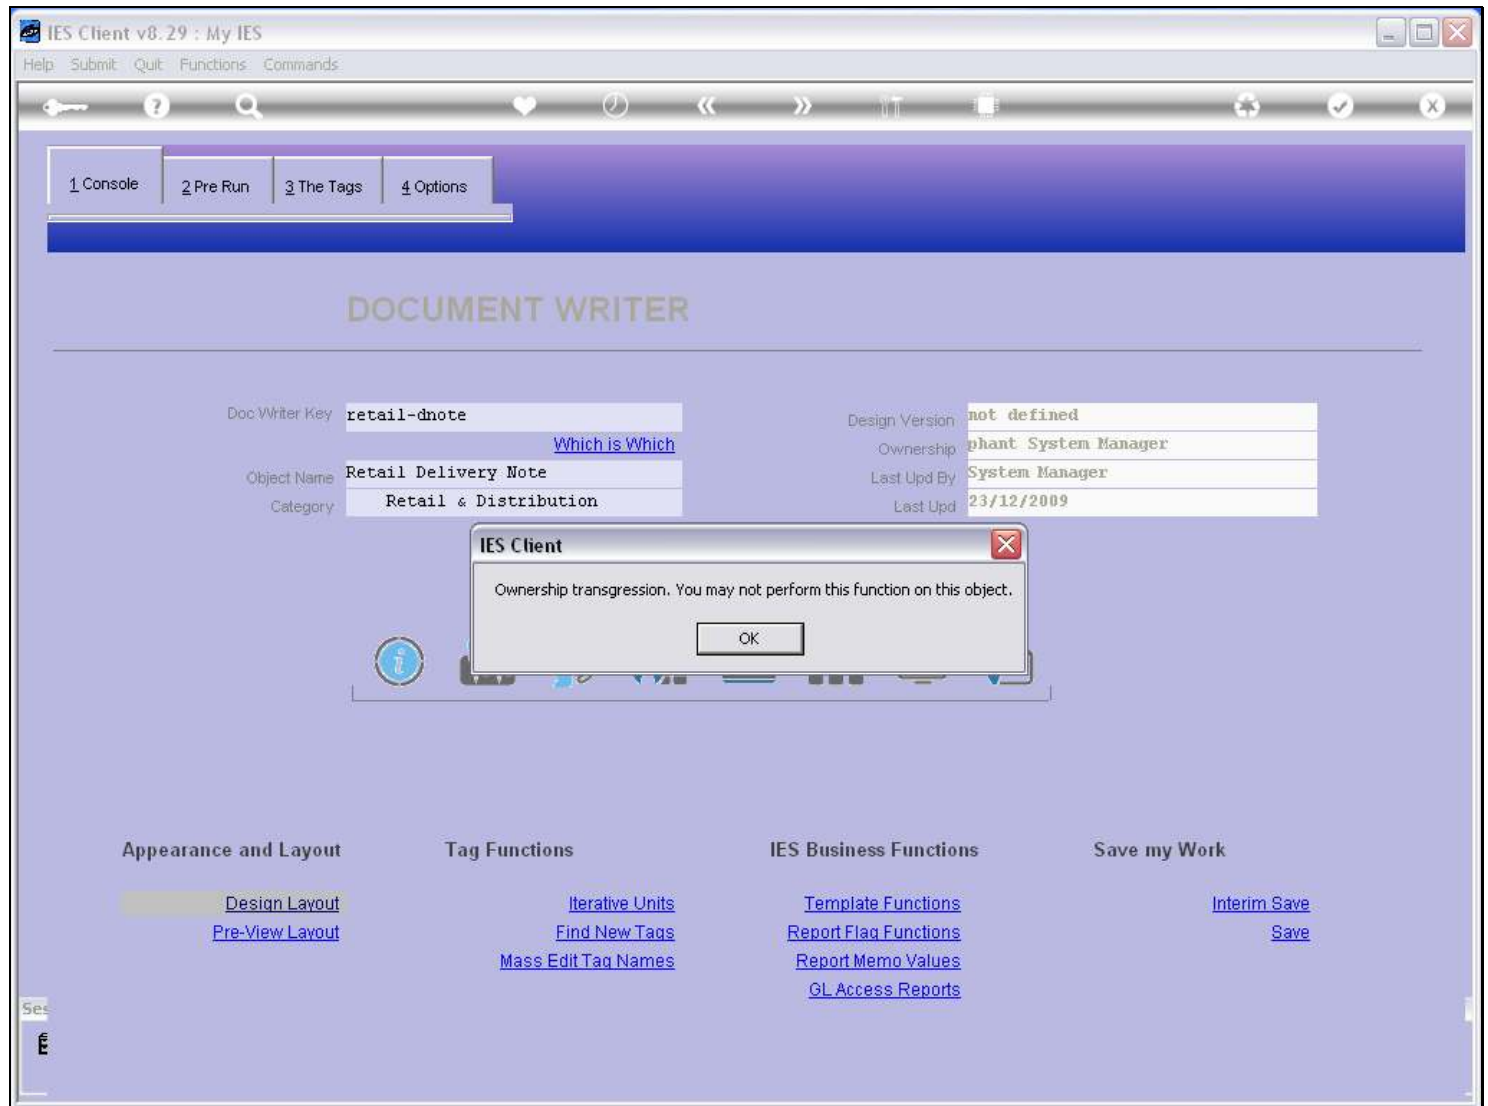 IES Client v8.29 : My IES
Help Submit Quit Functions Commands
1 Console
2 Pre Run
3 The Tags
4 Options
DOCUMENT WRITER
Doc Writer Key retail-dnote
Which is Which
Object Name Retail Delivery Note
Category Retail & Distribution
Design Version not defined
Ownership phant System Manager
Last Upd By System Manager
Last Upd 23/12/2009
IES Client
Ownership transgression. You may not perform this function on this object.
OK
Appearance and Layout
Design Layout
Pre-View Layout
Tag Functions
Iterative Units
Find New Tags
Mass Edit Tag Names
IES Business Functions
Template Functions
Report Flag Functions
Report Memo Values
GL Access Reports
Save my Work
Interim Save
Save
Ses